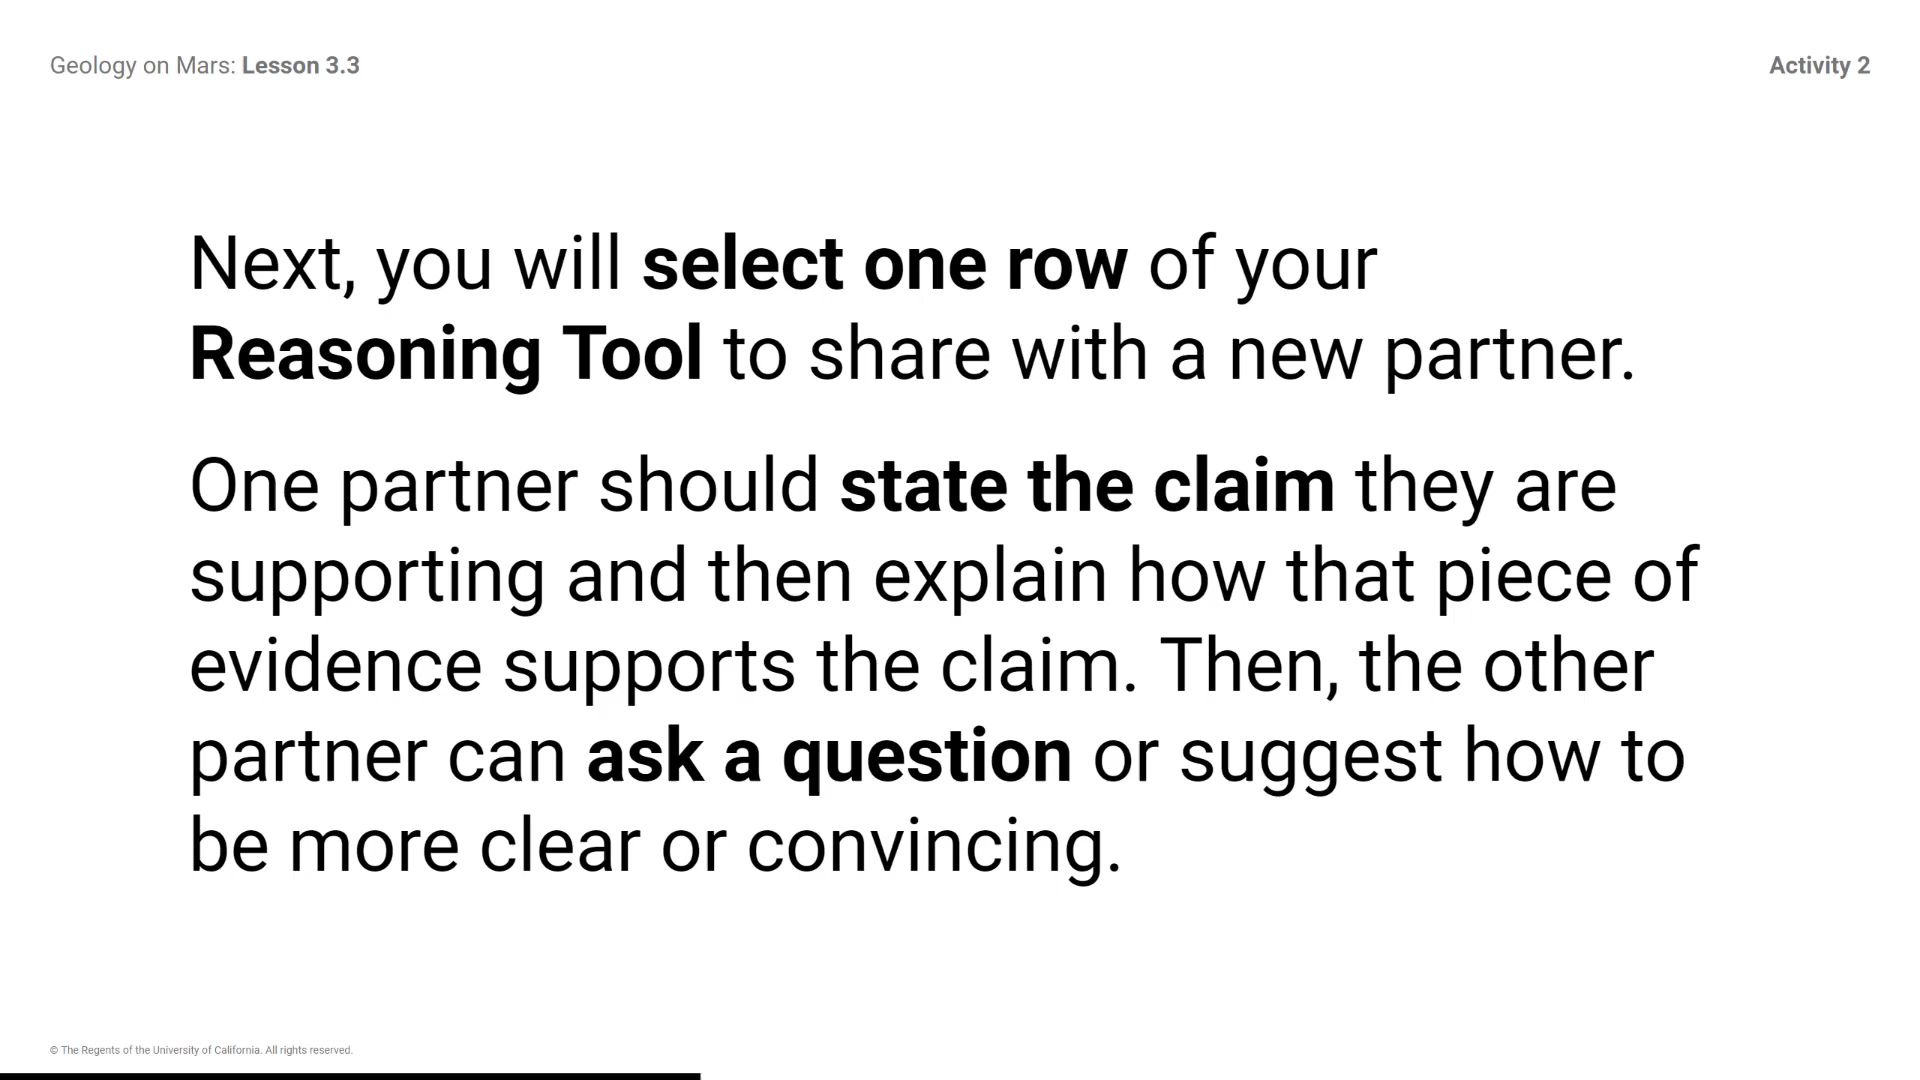 Geology on Mars: Lesson 3.3
Activity 2
Next, you will select one row of your
Reasoning Tool to share with a new partner.
One partner should state the claim they are
supporting and then explain how that piece of
evidence supports the claim. Then, the other
partner can ask a question or suggest how to
be more clear or convincing.
© The Regents of the University of California. All rights reserved.